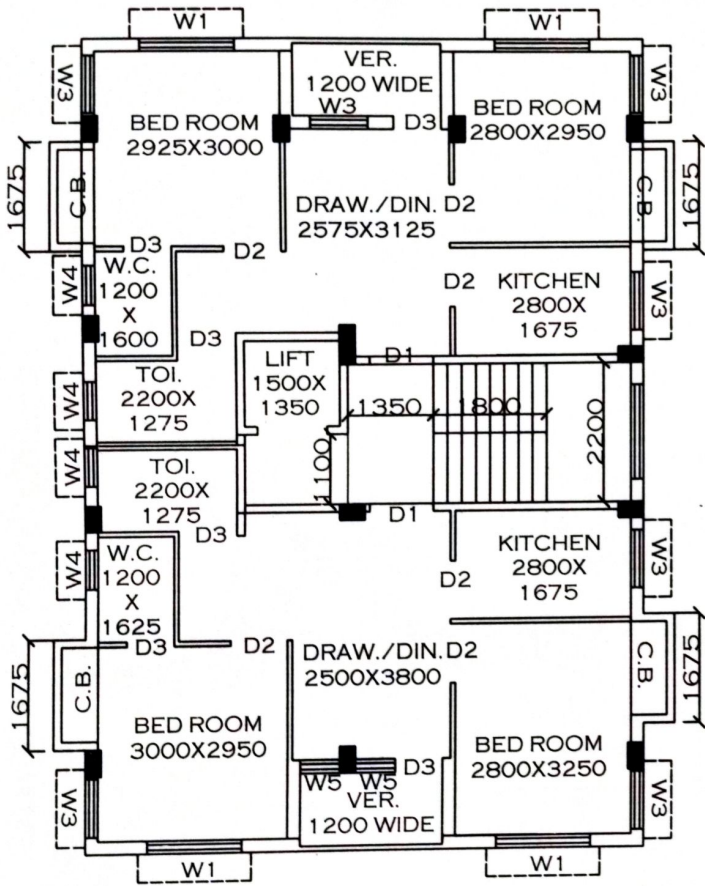 W1
W1
W3
VER.
1200 WIDE
W3
W3
D3
BED ROOM
2925X3000
BED ROOM
2800X2950
1675
C.B.
DRAW./DIN.
2575X3125
D2
C.B.
1675
D3
D2
W.C.
1200
X
1600
W4
D2
KITCHEN
2800X
1675
W3
D3
LIFT
1500X
1350
D1
TOI.
2200X
1275
W4
1350
1800
2200
1100
W4
TOI.
2200X
1275
D3
D1
W.C.
1200
X
1625
W4
D2
KITCHEN
2800X
1675
W3
D3
D2
DRAW./DIN.
2500X3800
D2
1675
C.B.
C.B.
1675
BED ROOM
3000X2950
BED ROOM
2800X3250
W3
W5
W5
D3
VER.
1200 WIDE
W3
W1
W1